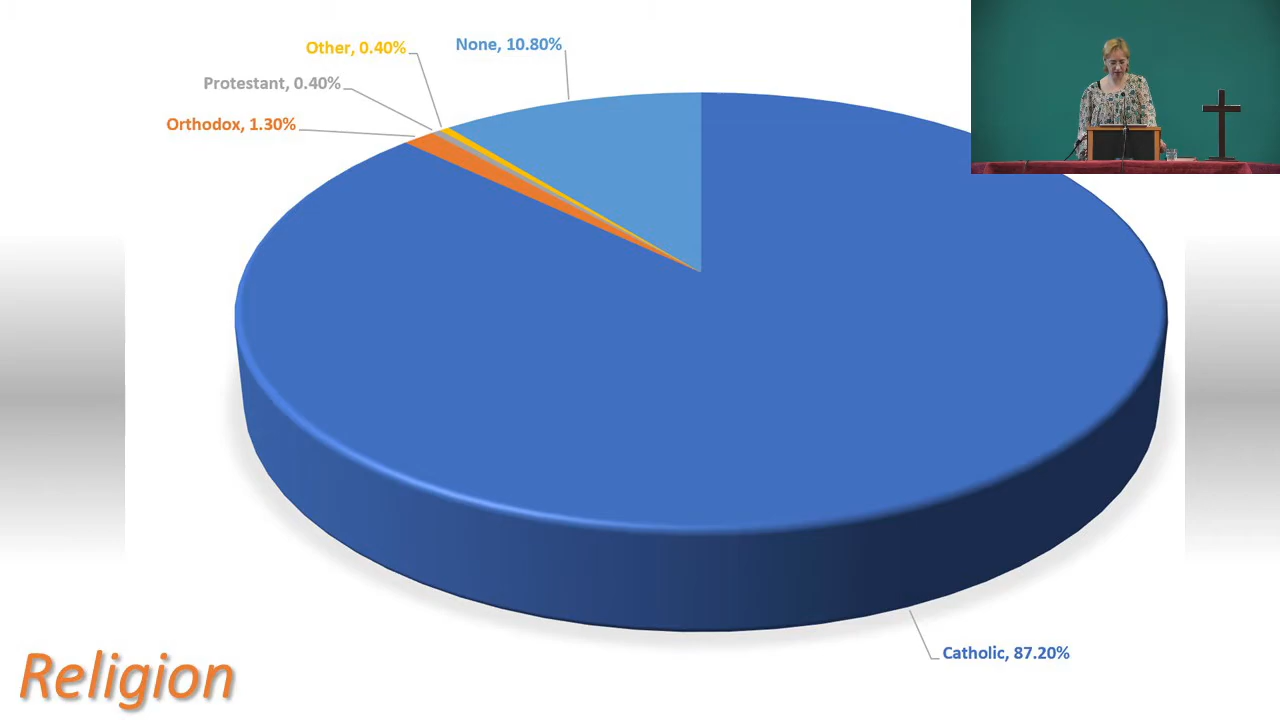 Other, 0.40%
None, 10.80%
Protestant, 0.40%
Orthodox, 1.30%
Catholic, 87.20%
Religion